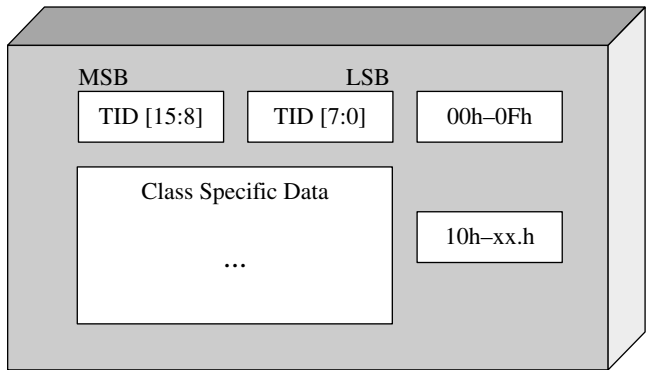 MSB LSB
TID [15:8] TID [7:0] 00h–0Fh
Class Specific Data
10h–xx.h
...